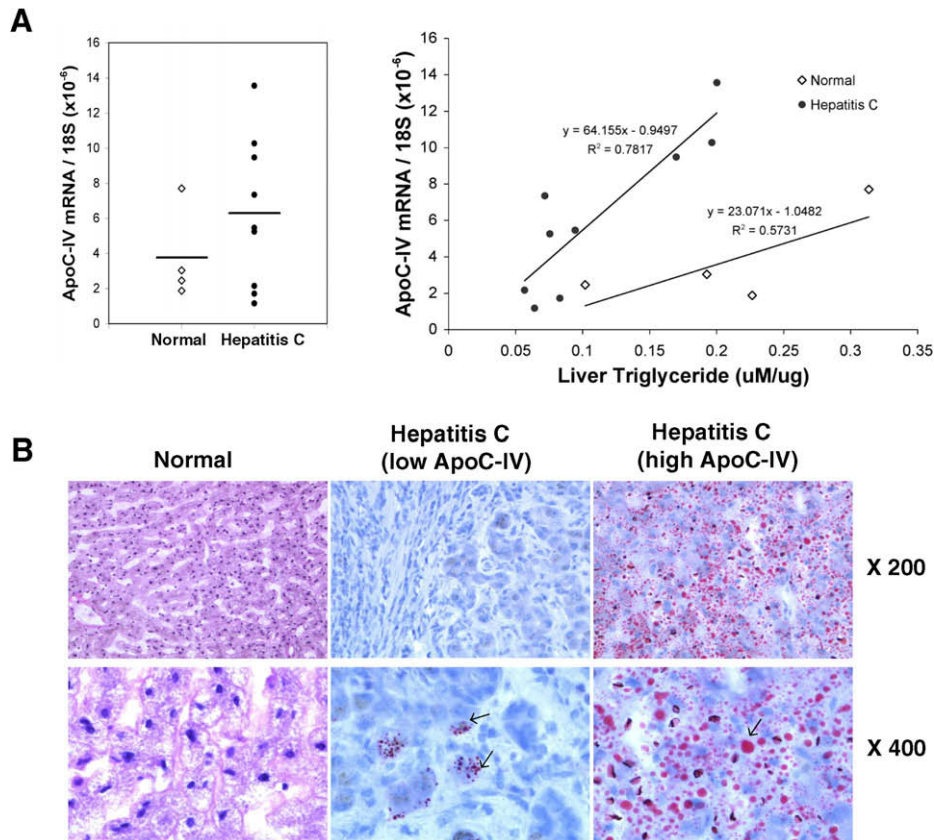 A
ApoC-IV mRNA / 18S (x10⁻⁶)
16
14
12
10
8
6
4
2
0
Normal
Hepatitis C
ApoC-IV mRNA / 18S (x10⁻⁶)
16
14
12
10
8
6
4
2
0
0
0.05
0.1
0.15
0.2
0.25
0.3
0.35
Liver Triglyceride (uM/ug)
Normal
Hepatitis C
y = 64.155x - 0.9497
R² = 0.7817
y = 23.071x - 1.0482
R² = 0.5731
B
Normal
Hepatitis C
(low ApoC-IV)
Hepatitis C
(high ApoC-IV)
X 200
X 400